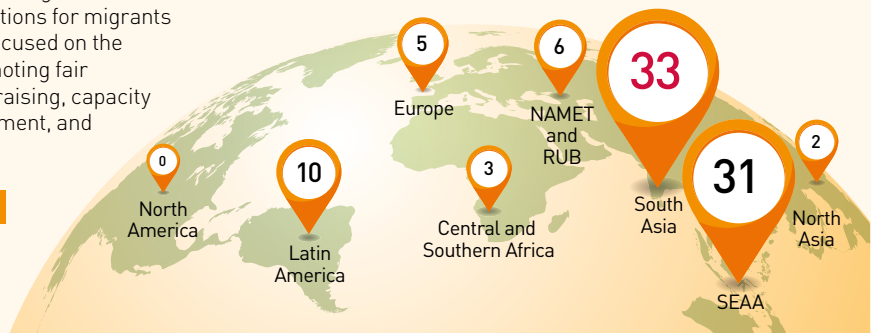 tions for migrants
cused on the
noting fair
raising, capacity
ment, and
5
Europe
6
NAMET
and
RUB
33
South
Asia
31
SEAA
2
North
Asia
0
North
America
10
Latin
America
3
Central and
Southern Africa